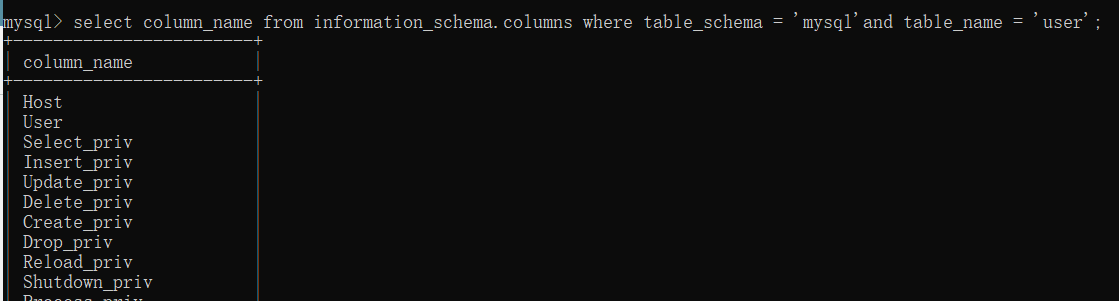 mysql> select column_name from information_schema.columns where table_schema = 'mysql'and table_name = 'user';
+------------------------+
| column_name            |
+------------------------+
| Host                   |
| User                   |
| Select_priv            |
| Insert_priv            |
| Update_priv            |
| Delete_priv            |
| Create_priv            |
| Drop_priv              |
| Reload_priv            |
| Shutdown_priv          |
| Process_priv           |